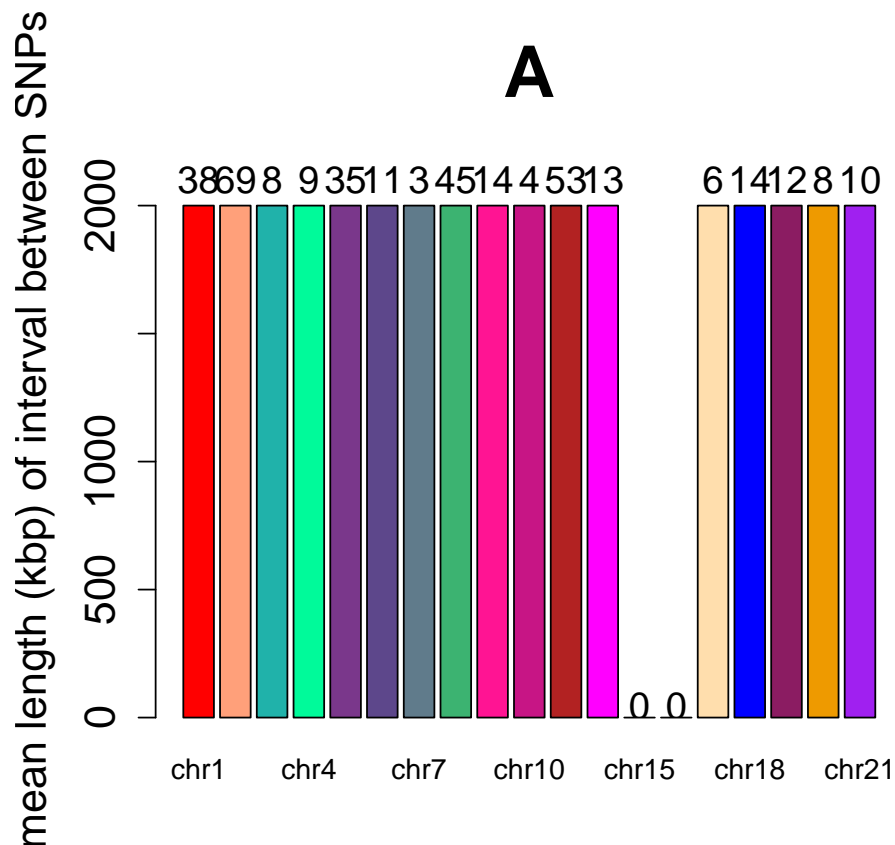 A
mean length (kbp) of interval between SNPs
38 69 8 9 35 11 3 45 14 4 53 13 0 0 6 14 12 8 10
2000
1000
500
0
chr1 chr4 chr7 chr10 chr15 chr18 chr21